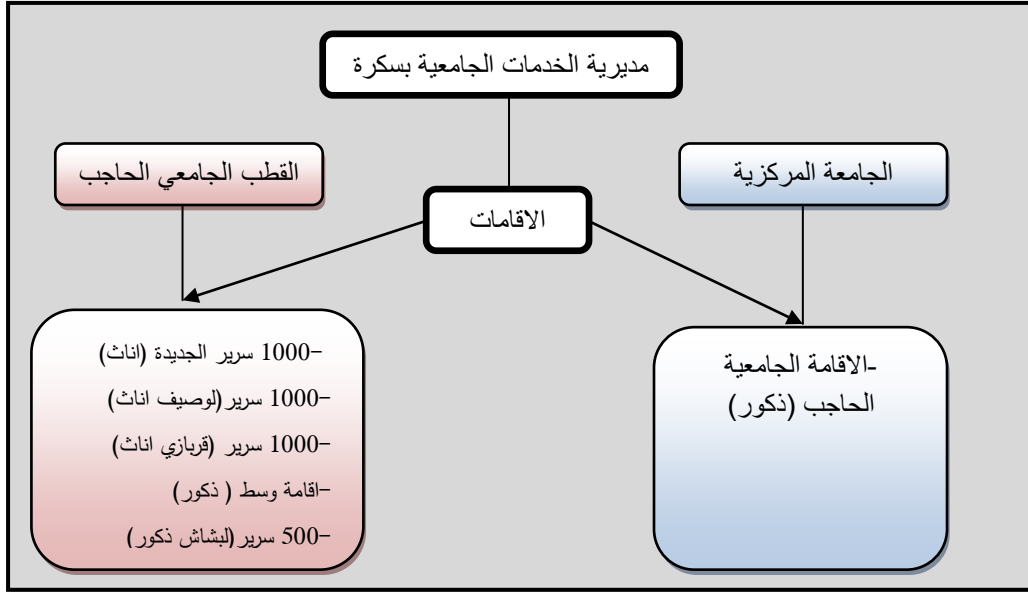 مديرية الخدمات الجامعية بسكرة
الجامعة المركزية
القطب الجامعي الحاجب
الاقامات
-الاقامة الجامعية
الحاجب (ذكور)
-1000 سرير الجديدة (اناث)
-1000 سرير(لوصيف اناث)
-1000 سرير (قربازي اناث)
-اقامة وسط ( ذكور)
-500 سرير(لبشاش ذكور)